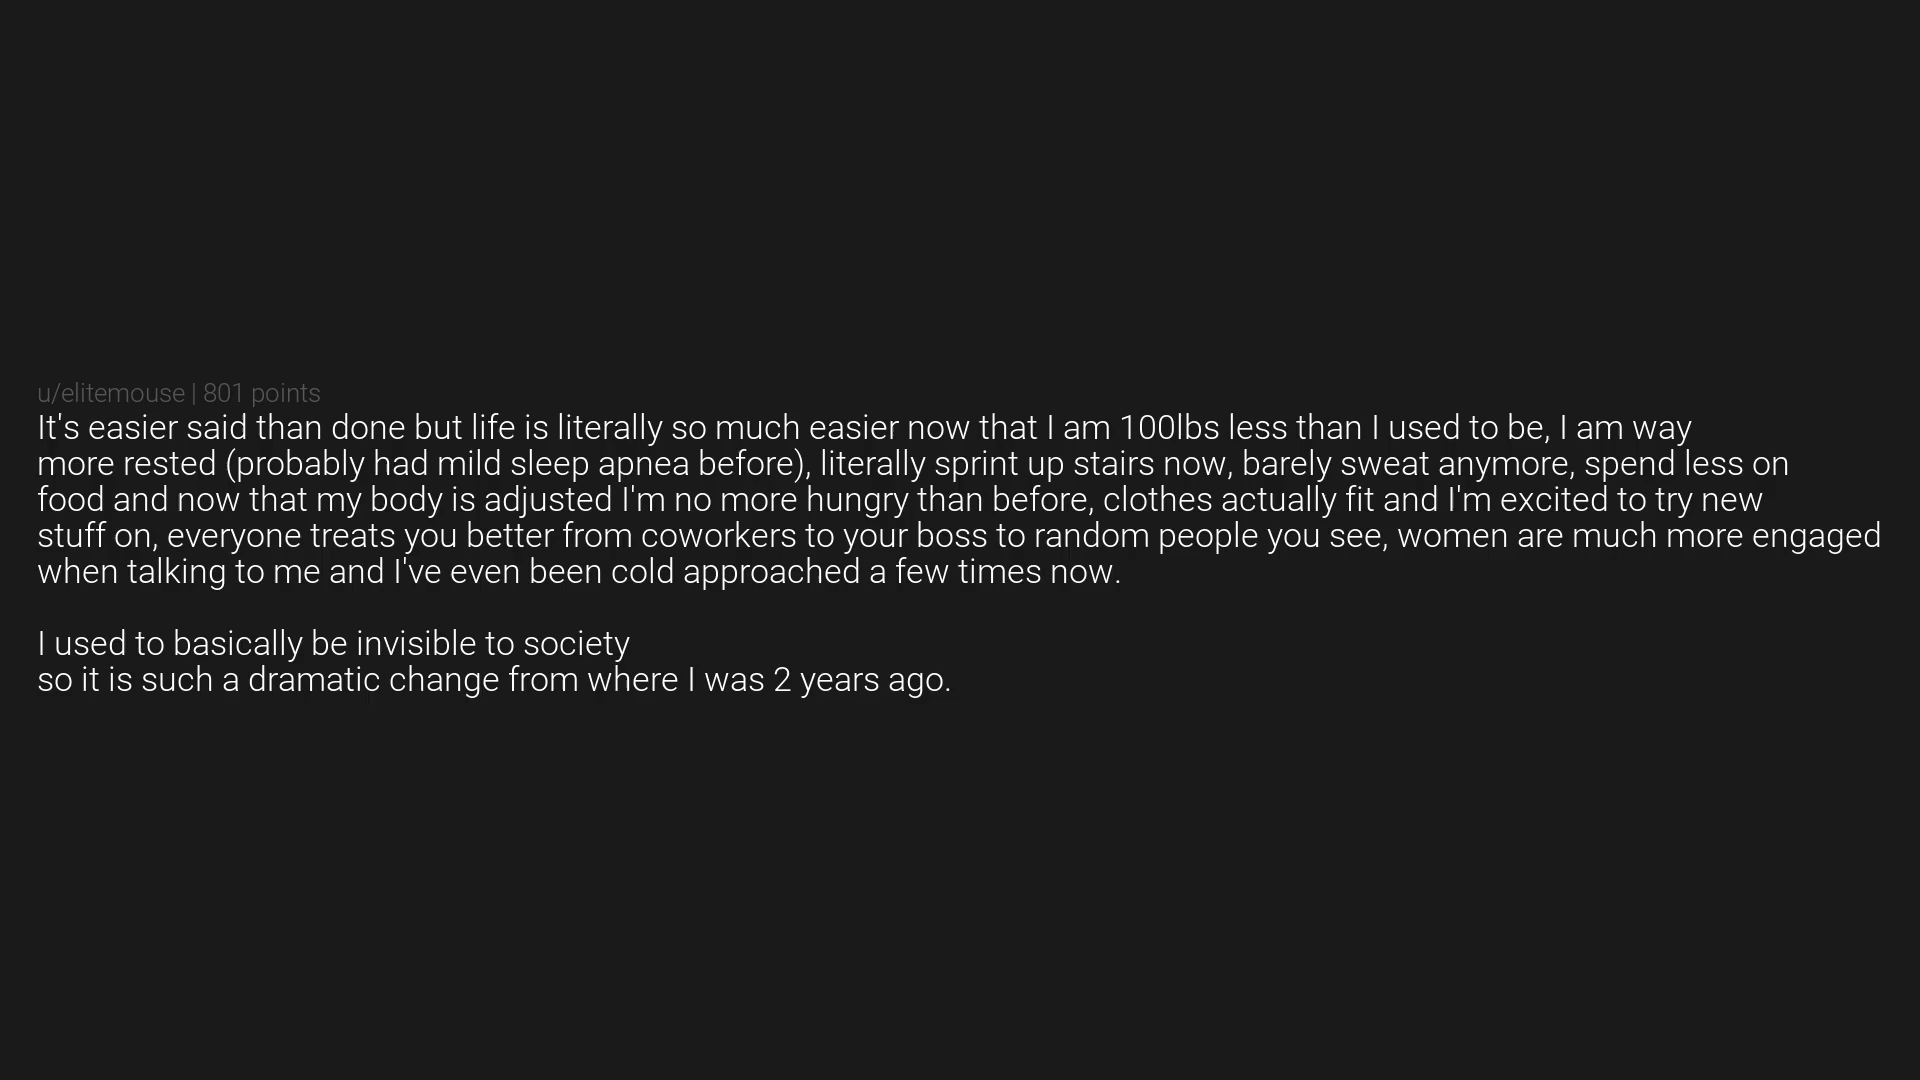 u/elitemouse | 801 points
It's easier said than done but life is literally so much easier now that I am 100lbs less than I used to be, I am way
more rested (probably had mild sleep apnea before), literally sprint up stairs now, barely sweat anymore, spend less on
food and now that my body is adjusted I'm no more hungry than before, clothes actually fit and I'm excited to try new
stuff on, everyone treats you better from coworkers to your boss to random people you see, women are much more engaged
when talking to me and I've even been cold approached a few times now.
I used to basically be invisible to society
so it is such a dramatic change from where I was 2 years ago.